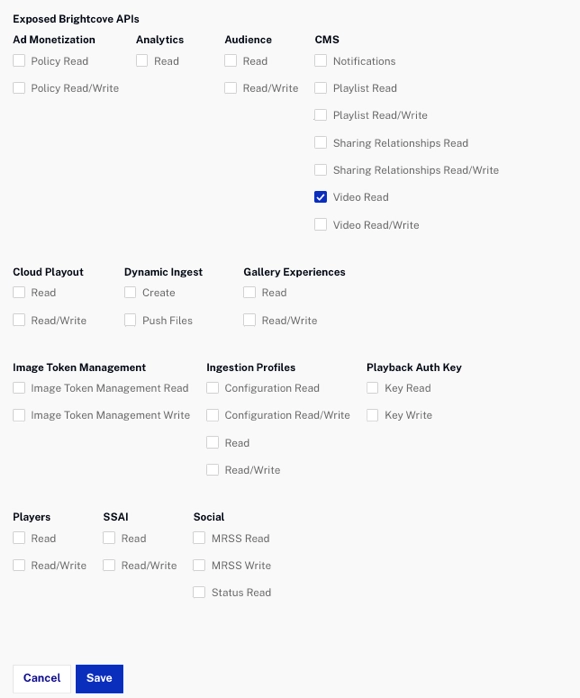 Exposed Brightcove APIs
Ad Monetization
Policy Read
Policy Read/Write
Analytics
Read
Audience
Read
Read/Write
CMS
Notifications
Playlist Read
Playlist Read/Write
Sharing Relationships Read
Sharing Relationships Read/Write
Video Read
Video Read/Write
Cloud Playout
Read
Read/Write
Dynamic Ingest
Create
Push Files
Gallery Experiences
Read
Read/Write
Image Token Management
Image Token Management Read
Image Token Management Write
Ingestion Profiles
Configuration Read
Configuration Read/Write
Read
Read/Write
Playback Auth Key
Key Read
Key Write
Players
Read
Read/Write
SSAI
Read
Read/Write
Social
MRSS Read
MRSS Write
Status Read
Cancel
Save